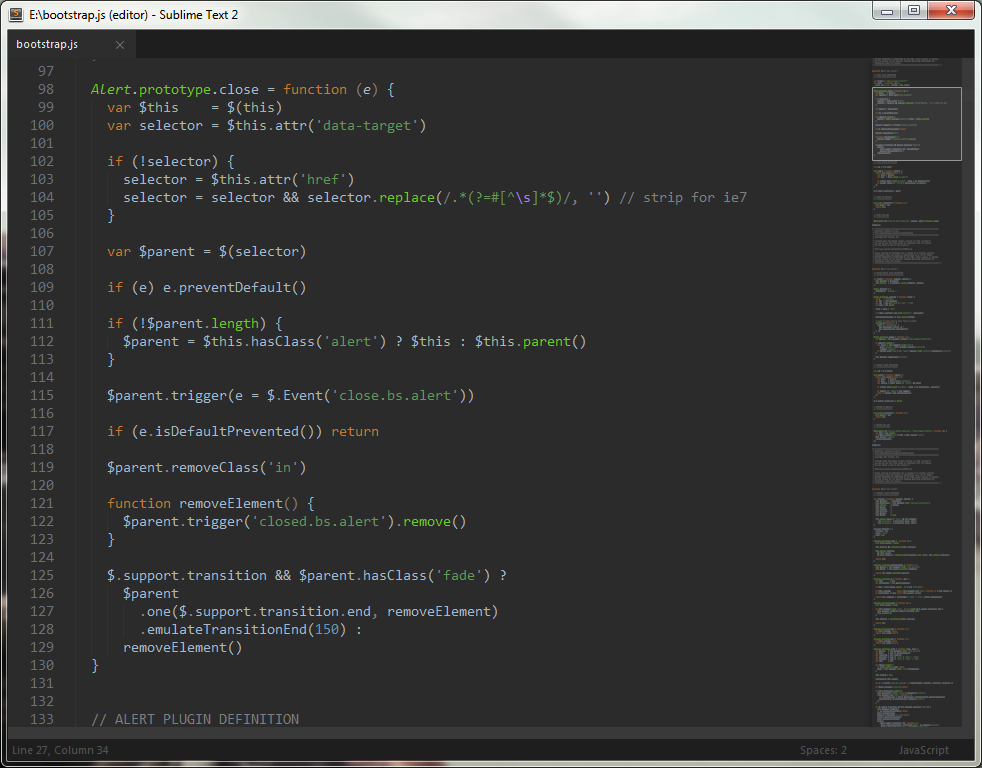 E:\bootstrap.js (editor) - Sublime Text 2
bootstrap.js
97
98 Alert.prototype.close = function (e) {
99 var $this    = $(this)
100 var selector = $this.attr('data-target')
101
102 if (!selector) {
103 selector = $this.attr('href')
104 selector = selector && selector.replace(/.*(?=#[^\s]*$)/, '') // strip for ie7
105 }
106
107 var $parent = $(selector)
108
109 if (e) e.preventDefault()
110
111 if (!$parent.length) {
112 $parent = $this.hasClass('alert') ? $this : $this.parent()
113 }
114
115 $parent.trigger(e = $.Event('close.bs.alert'))
116
117 if (e.isDefaultPrevented()) return
118
119 $parent.removeClass('in')
120
121 function removeElement() {
122 $parent.trigger('closed.bs.alert').remove()
123 }
124
125 $.support.transition && $parent.hasClass('fade') ?
126 $parent
127 .one($.support.transition.end, removeElement)
128 .emulateTransitionEnd(150) :
129 removeElement()
130 }
131
132
133 // ALERT PLUGIN DEFINITION
Line 27, Column 34
Spaces: 2
JavaScript